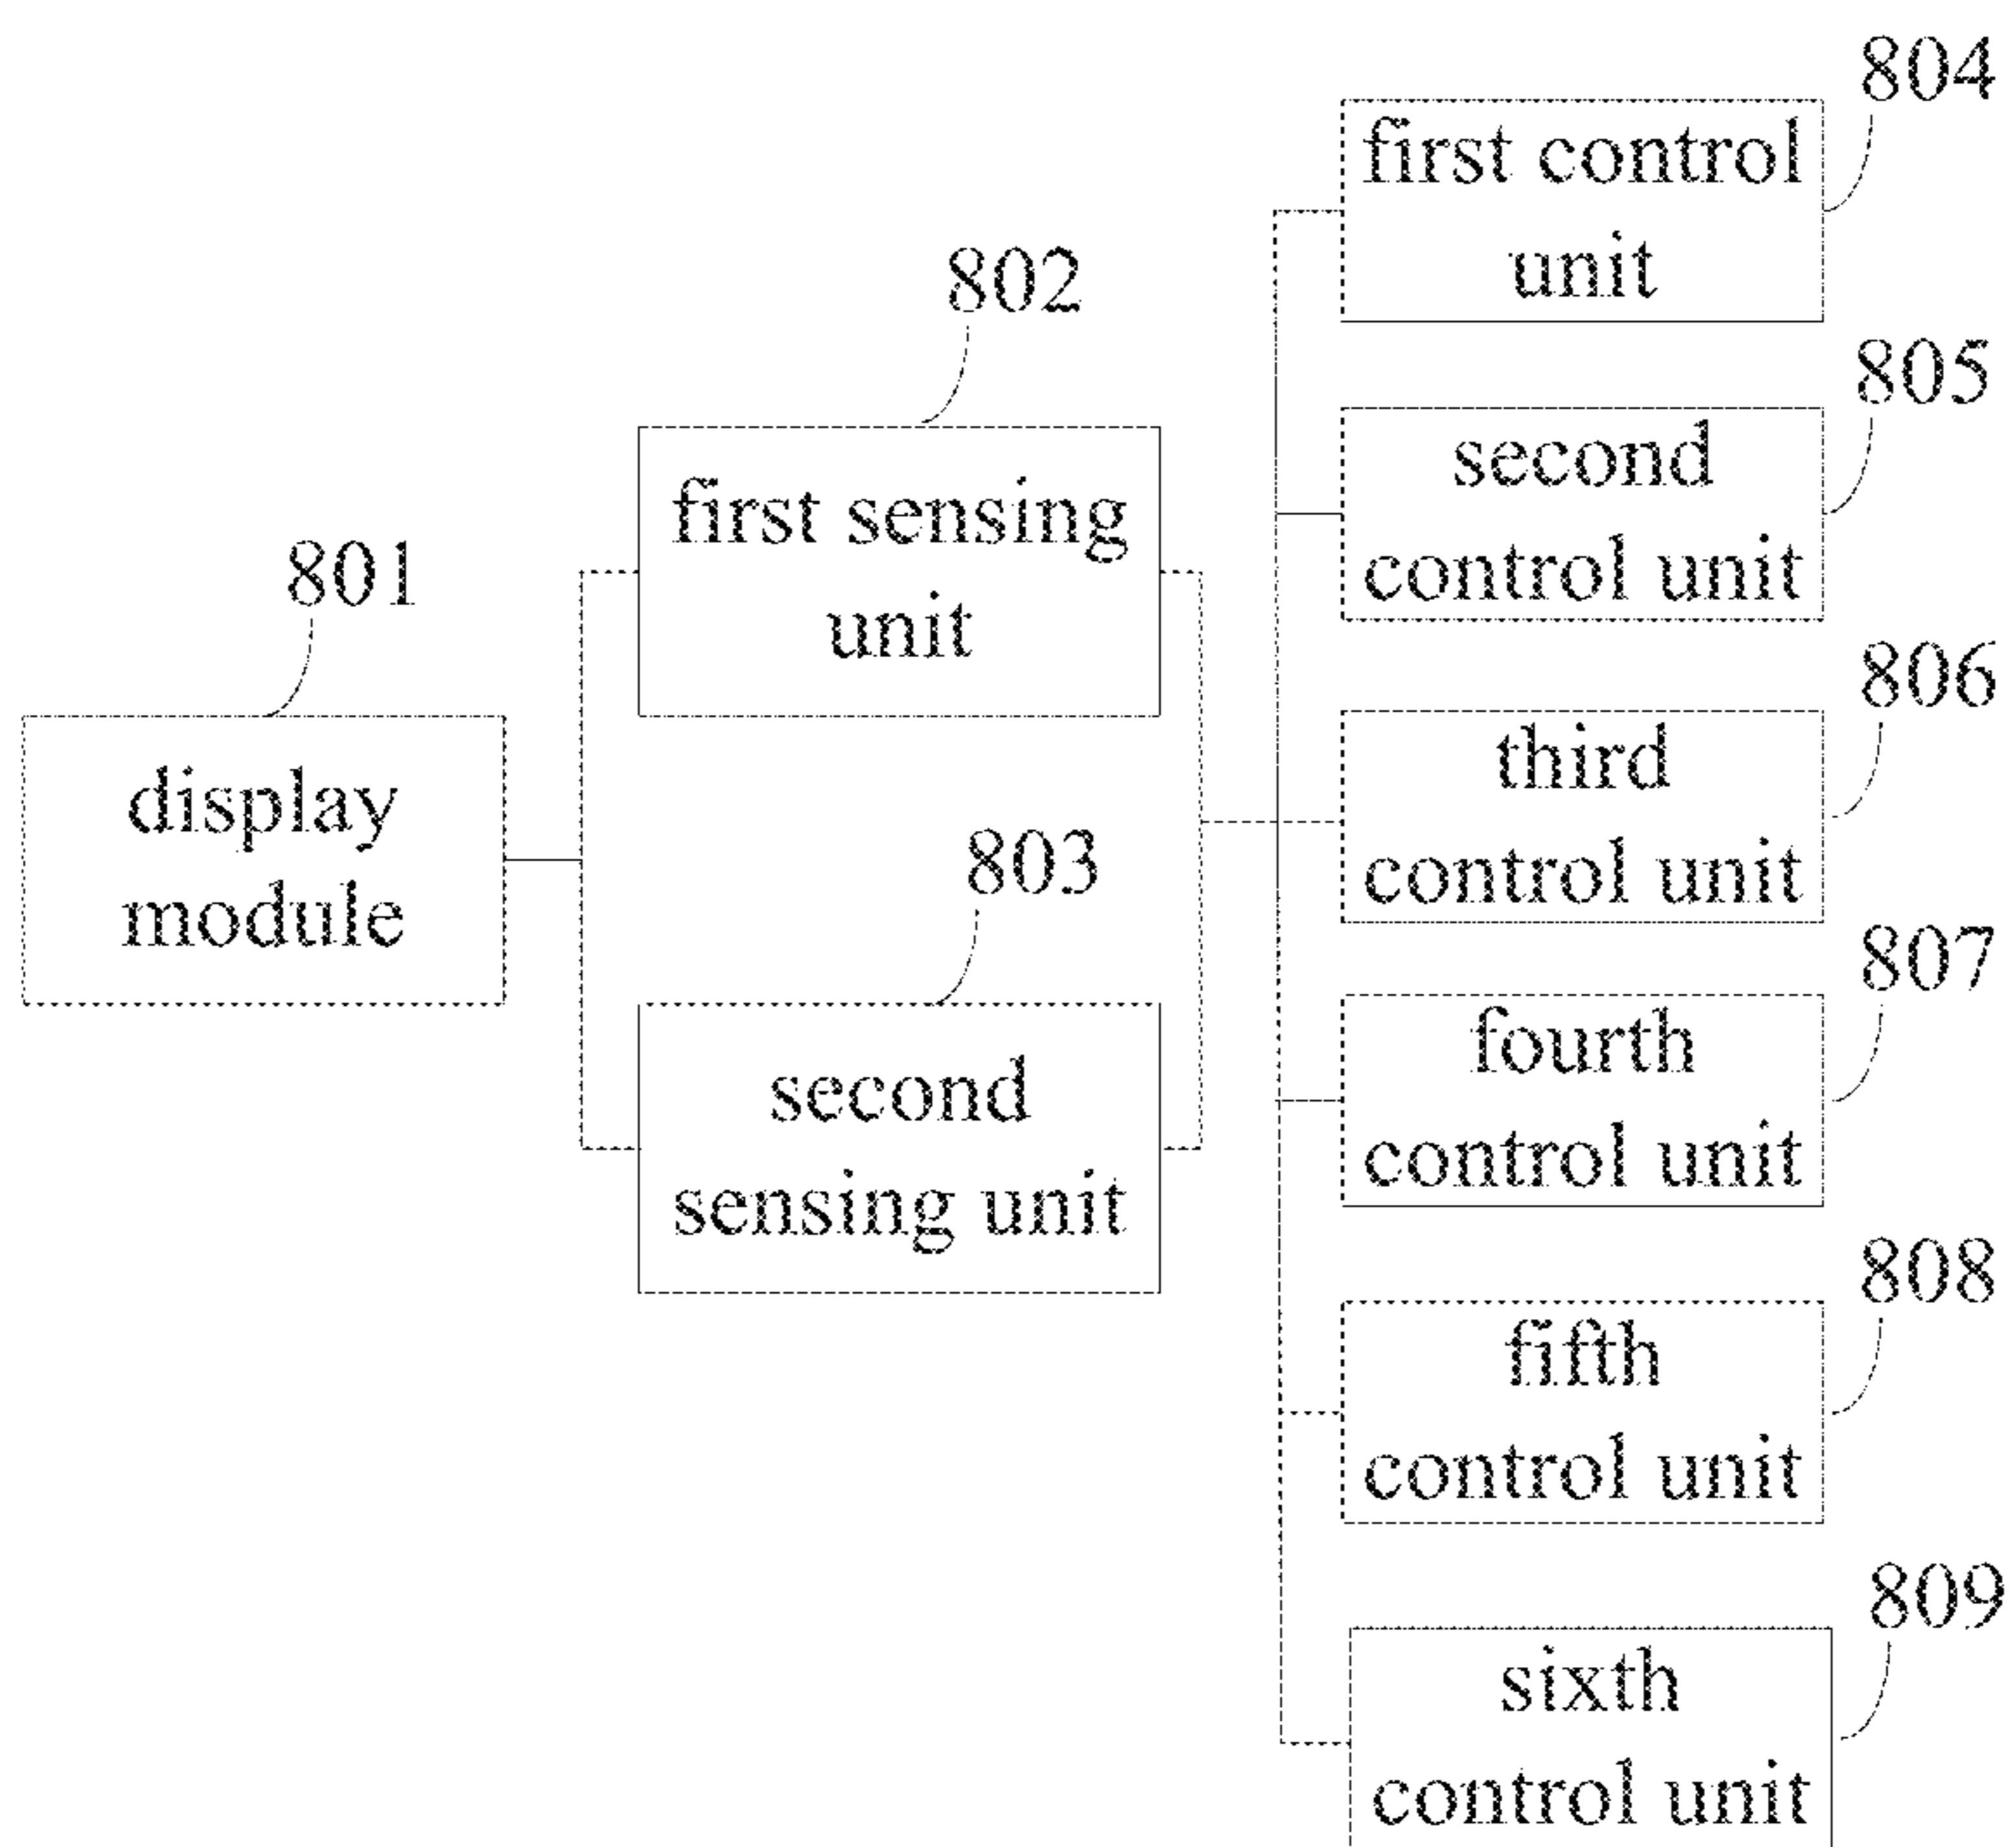 801
display
module
802
first sensing
unit
803
second
sensing unit
804
first control
unit
805
second
control unit
806
third
control unit
807
fourth
control unit
808
fifth
control unit
809
sixth
control unit